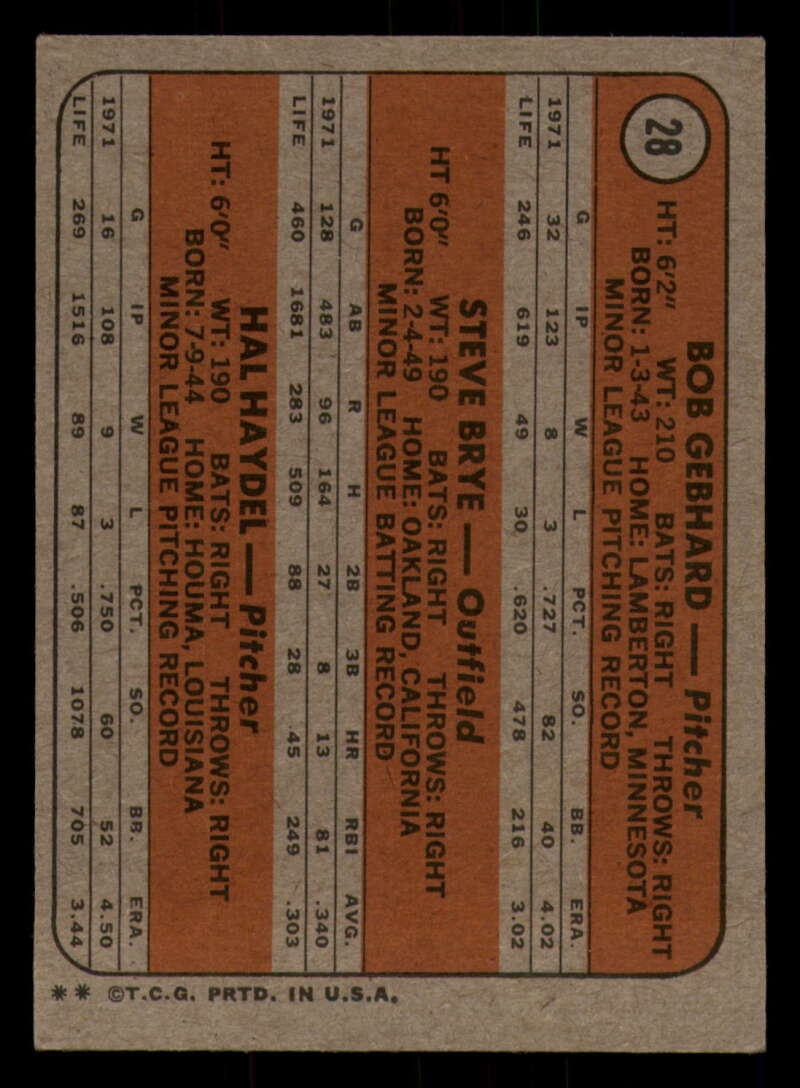 28
BOB GEBHARD — Pitcher
HT: 6'2" WT: 210 BATS: RIGHT THROWS: RIGHT
BORN: 1-3-43 HOME: LAMBERTON, MINNESOTA
MINOR LEAGUE PITCHING RECORD
G IP W L PCT. SO. BB. ERA.
1971 32 123 8 3 .727 82 40 4.02
LIFE 246 619 49 30 .620 478 216 3.02
STEVE BRYE — Outfield
HT 6'0" WT: 190 BATS: RIGHT THROWS: RIGHT
BORN: 2-4-49 HOME: OAKLAND, CALIFORNIA
MINOR LEAGUE BATTING RECORD
G AB R H 2B 3B HR RBI AVG.
1971 128 483 96 164 27 8 13 81 .340
LIFE 460 1681 283 509 88 28 45 249 .303
HAL HAYDEL — Pitcher
HT: 6'0" WT: 190 BATS: RIGHT THROWS: RIGHT
BORN: 7-9-44 HOME: HOUMA, LOUISIANA
MINOR LEAGUE PITCHING RECORD
G IP W L PCT. SO. BB. ERA.
1971 16 108 9 3 .750 60 52 4.50
LIFE 269 1516 89 87 .506 1078 705 3.44
** ©T.C.G. PRTD. IN U.S.A.